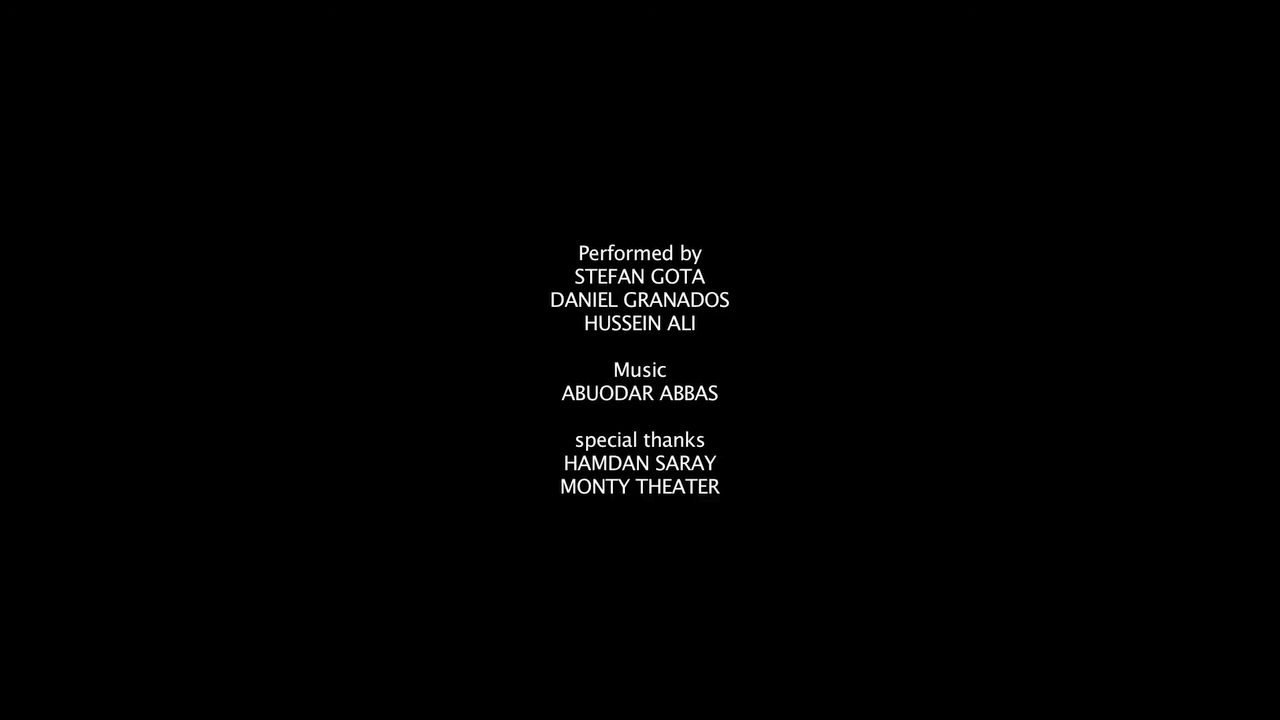 Performed by
STEFAN GOTA
DANIEL GRANADOS
HUSSEIN ALI
Music
ABUODAR ABBAS
special thanks
HAMDAN SARAY
MONTY THEATER